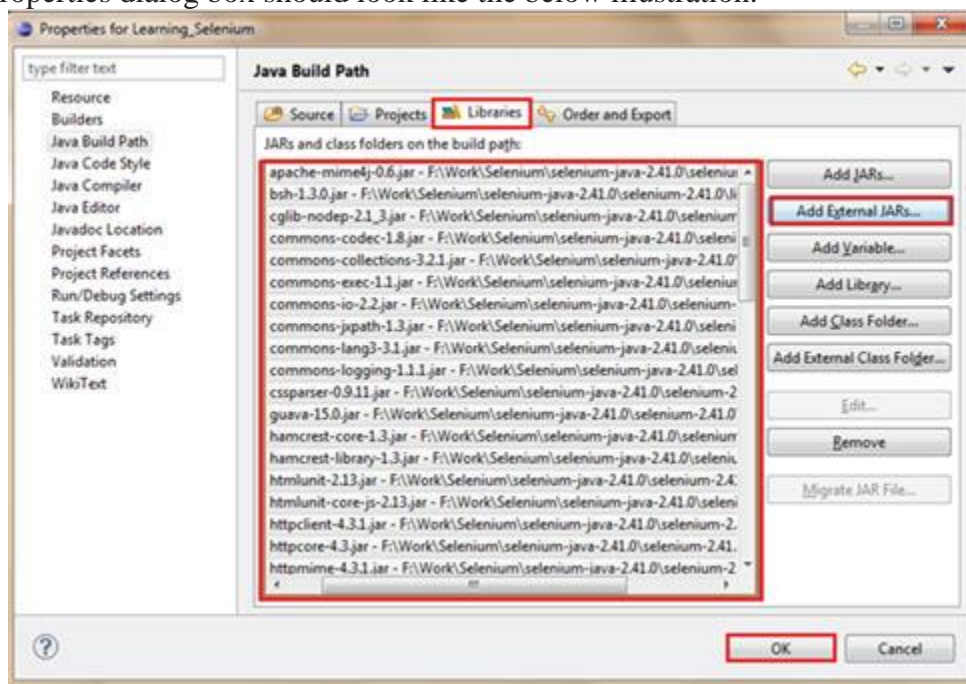 roperties dialog box should look like the below illustration.
Properties for Learning_Selenium
type filter text
Resource
Builders
Java Build Path
Java Code Style
Java Compiler
Java Editor
Javadoc Location
Project Facets
Project References
Run/Debug Settings
Task Repository
Task Tags
Validation
WikiText
Java Build Path
Source
Projects
Libraries
Order and Export
JARs and class folders on the build path:
apache-mime4j-0.6.jar - F:\Work\Selenium\selenium-java-2.41.0\seleniur
bsh-1.3.0.jar - F:\Work\Selenium\selenium-java-2.41.0\selenium-2.41.0\li
cglib-nodep-2.1_3.jar - F:\Work\Selenium\selenium-java-2.41.0\selenium
commons-codec-1.8.jar - F:\Work\Selenium\selenium-java-2.41.0\seleni
commons-collections-3.2.1.jar - F:\Work\Selenium\selenium-java-2.41.0'
commons-exec-1.1.jar - F:\Work\Selenium\selenium-java-2.41.0\seleniur
commons-io-2.2.jar - F:\Work\Selenium\selenium-java-2.41.0\selenium-
commons-jxpath-1.3.jar - F:\Work\Selenium\selenium-java-2.41.0\seleni
commons-lang3-3.1.jar - F:\Work\Selenium\selenium-java-2.41.0\seleniu
commons-logging-1.1.1.jar - F:\Work\Selenium\selenium-java-2.41.0\sel
cssparser-0.9.11.jar - F:\Work\Selenium\selenium-java-2.41.0\selenium-2
guava-15.0.jar - F:\Work\Selenium\selenium-java-2.41.0\selenium-2.41.0'
hamcrest-core-1.3.jar - F:\Work\Selenium\selenium-java-2.41.0\selenium
hamcrest-library-1.3.jar - F:\Work\Selenium\selenium-java-2.41.0\seleniu
htmlunit-2.13.jar - F:\Work\Selenium\selenium-java-2.41.0\selenium-2.4:
htmlunit-core-js-2.13.jar - F:\Work\Selenium\selenium-java-2.41.0\seleni
httpclient-4.3.1.jar - F:\Work\Selenium\selenium-java-2.41.0\selenium-2.
httpcore-4.3.jar - F:\Work\Selenium\selenium-java-2.41.0\selenium-2.41.
httpmime-4.3.1.jar - F:\Work\Selenium\selenium-java-2.41.0\selenium-2
Add JARs...
Add External JARs...
Add Variable...
Add Library...
Add Class Folder...
Add External Class Folder...
Edit...
Remove
Migrate JAR File...
OK
Cancel